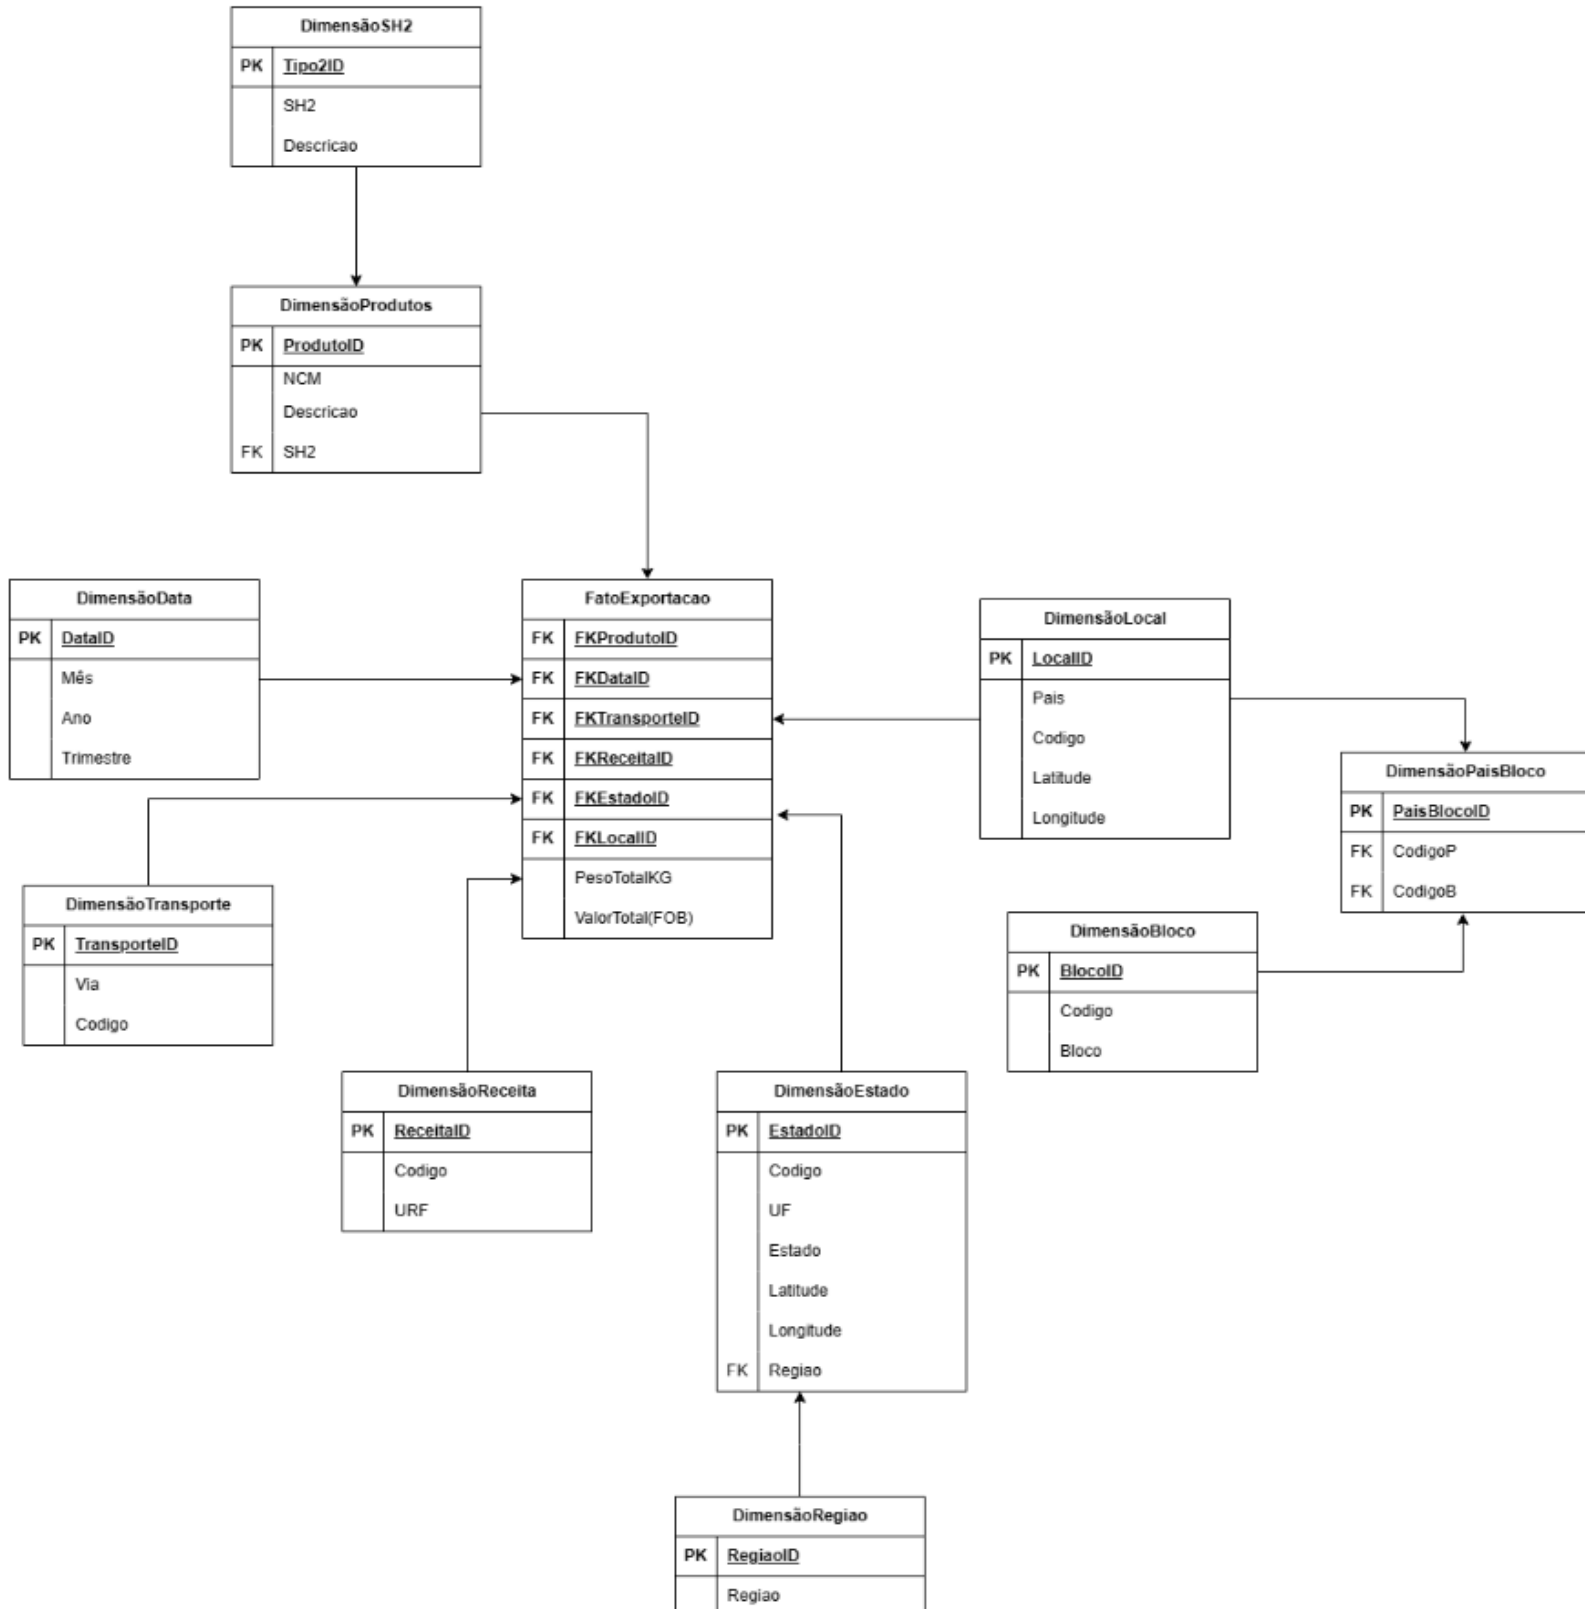 DimensãoSH2
PK Tipo2ID
SH2
Descricao
DimensãoProdutos
PK ProdutoID
NCM
Descricao
FK SH2
DimensãoData
PK DataID
Mês
Ano
Trimestre
FatoExportacao
FK FKProdutoID
FK FKDataID
FK FKTransporteID
FK FKReceitaID
FK FKEstadoID
FK FKLocalID
PesoTotalKG
ValorTotal(FOB)
DimensãoLocal
PK LocalID
Pais
Codigo
Latitude
Longitude
DimensãoPaisBloco
PK PaisBlocoID
FK CodigoP
FK CodigoB
DimensãoTransporte
PK TransporteID
Via
Codigo
DimensãoBloco
PK BlocoID
Codigo
Bloco
DimensãoReceita
PK ReceitaID
Codigo
URF
DimensãoEstado
PK EstadoID
Codigo
UF
Estado
Latitude
Longitude
FK Regiao
DimensãoRegiao
PK RegiaoID
Regiao